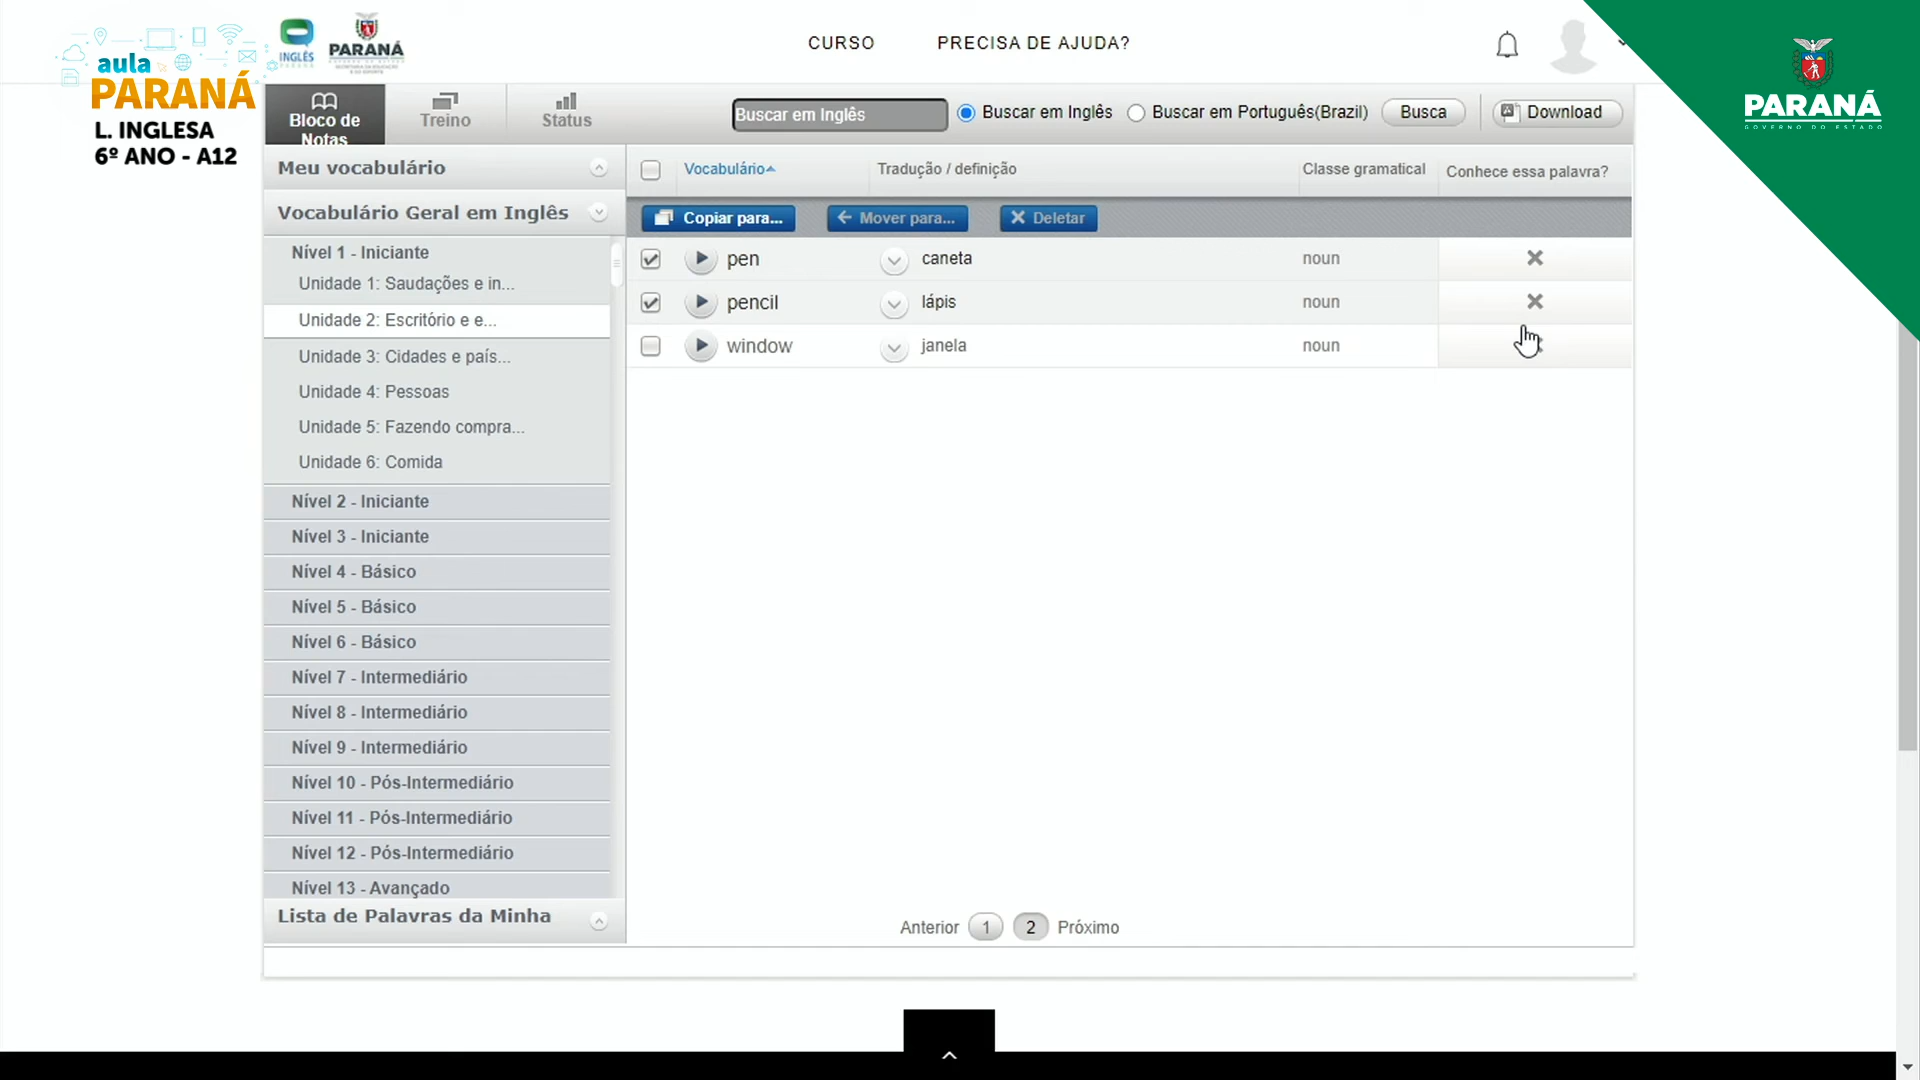 aula
PARANÁ
L. INGLESA
6º ANO - A12
INGLÊS
PARANÁ
CURSO
PRECISA DE AJUDA?
PARANÁ
GOVERNO DO ESTADO
Bloco de
Notas
Treino
Status
Buscar em Inglês
Buscar em Inglês
Buscar em Português(Brazil)
Busca
Download
Meu vocabulário
Vocabulário
Tradução / definição
Classe gramatical
Conhece essa palavra?
Vocabulário Geral em Inglês
Copiar para...
Mover para...
Deletar
Nível 1 - Iniciante
Unidade 1: Saudações e in...
Unidade 2: Escritório e e...
Unidade 3: Cidades e país...
Unidade 4: Pessoas
Unidade 5: Fazendo compra...
Unidade 6: Comida
Nível 2 - Iniciante
Nível 3 - Iniciante
Nível 4 - Básico
Nível 5 - Básico
Nível 6 - Básico
Nível 7 - Intermediário
Nível 8 - Intermediário
Nível 9 - Intermediário
Nível 10 - Pós-Intermediário
Nível 11 - Pós-Intermediário
Nível 12 - Pós-Intermediário
Nível 13 - Avançado
Lista de Palavras da Minha
pen caneta noun
pencil lápis noun
window janela noun
Anterior 1 2 Próximo